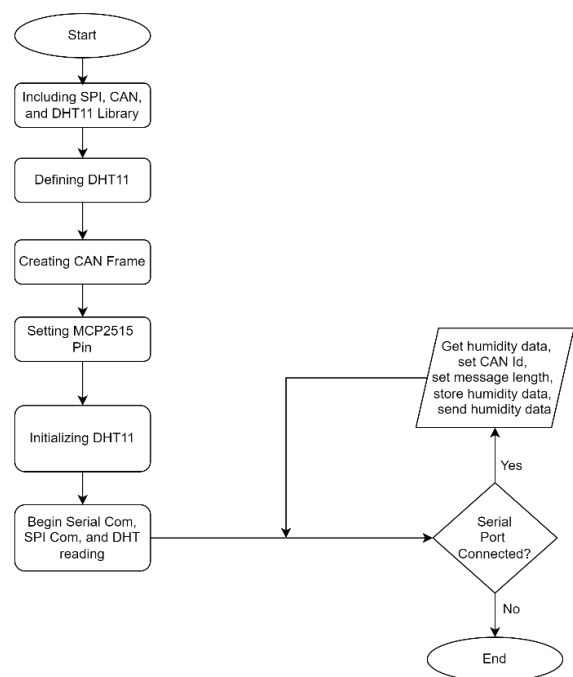 Start
Including SPI, CAN,
and DHT11 Library
Defining DHT11
Creating CAN Frame
Setting MCP2515
Pin
Initializing DHT11
Begin Serial Com,
SPI Com, and DHT
reading
Get humidity data,
set CAN Id,
set message length,
store humidity data,
send humidity data
Yes
Serial
Port
Connected?
No
End